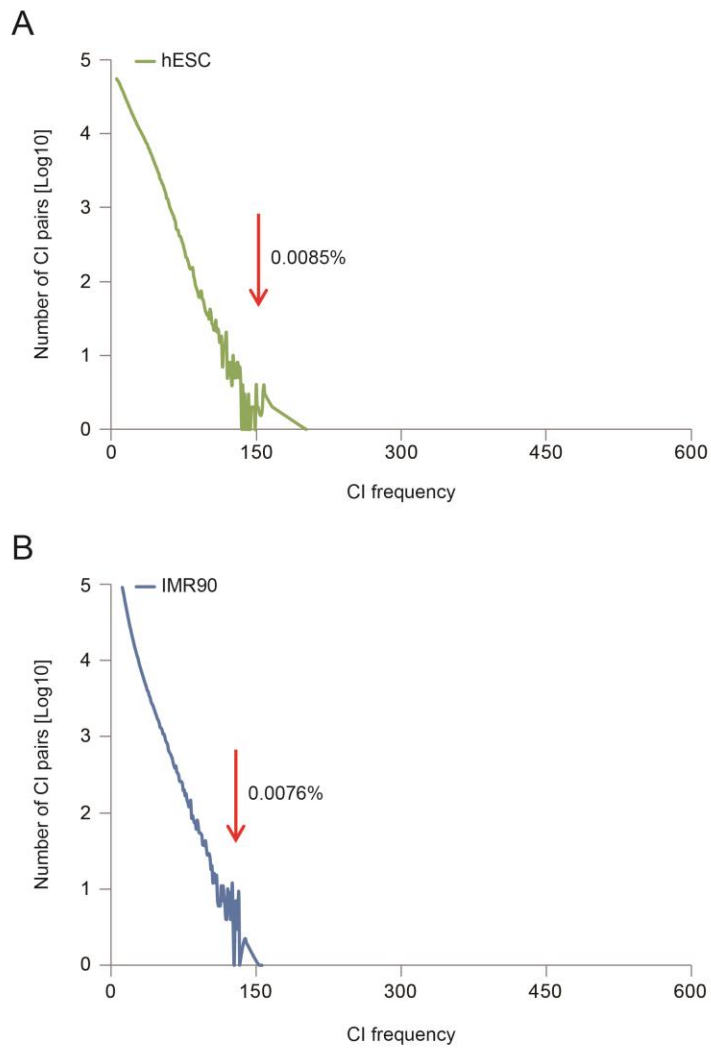 A
hESC
Number of CI pairs [Log10]
5
4
3
2
1
0
0.0085%
0 150 300 450 600
CI frequency
B
IMR90
Number of CI pairs [Log10]
5
4
3
2
1
0
0.0076%
0 150 300 450 600
CI frequency